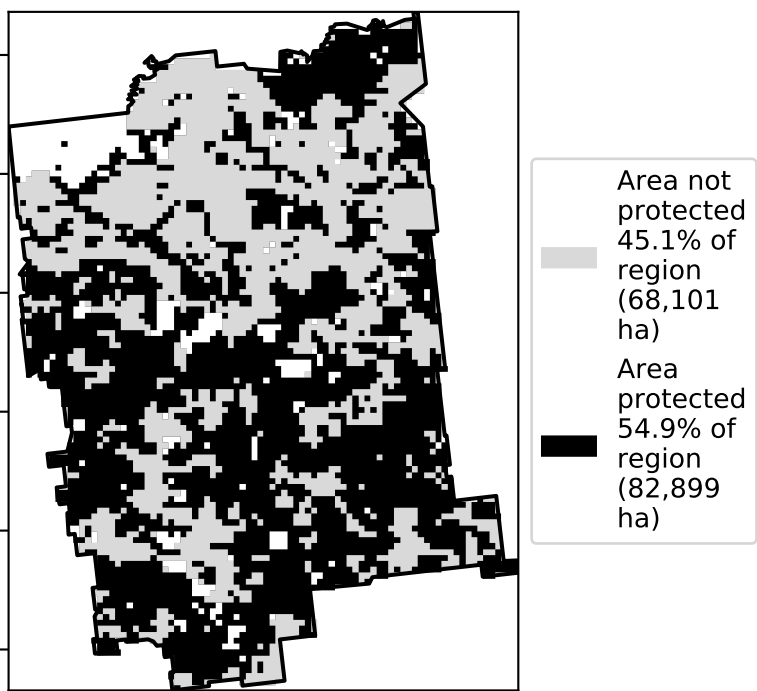 Area not
protected
45.1% of
region
(68,101
ha)
Area
protected
54.9% of
region
(82,899
ha)